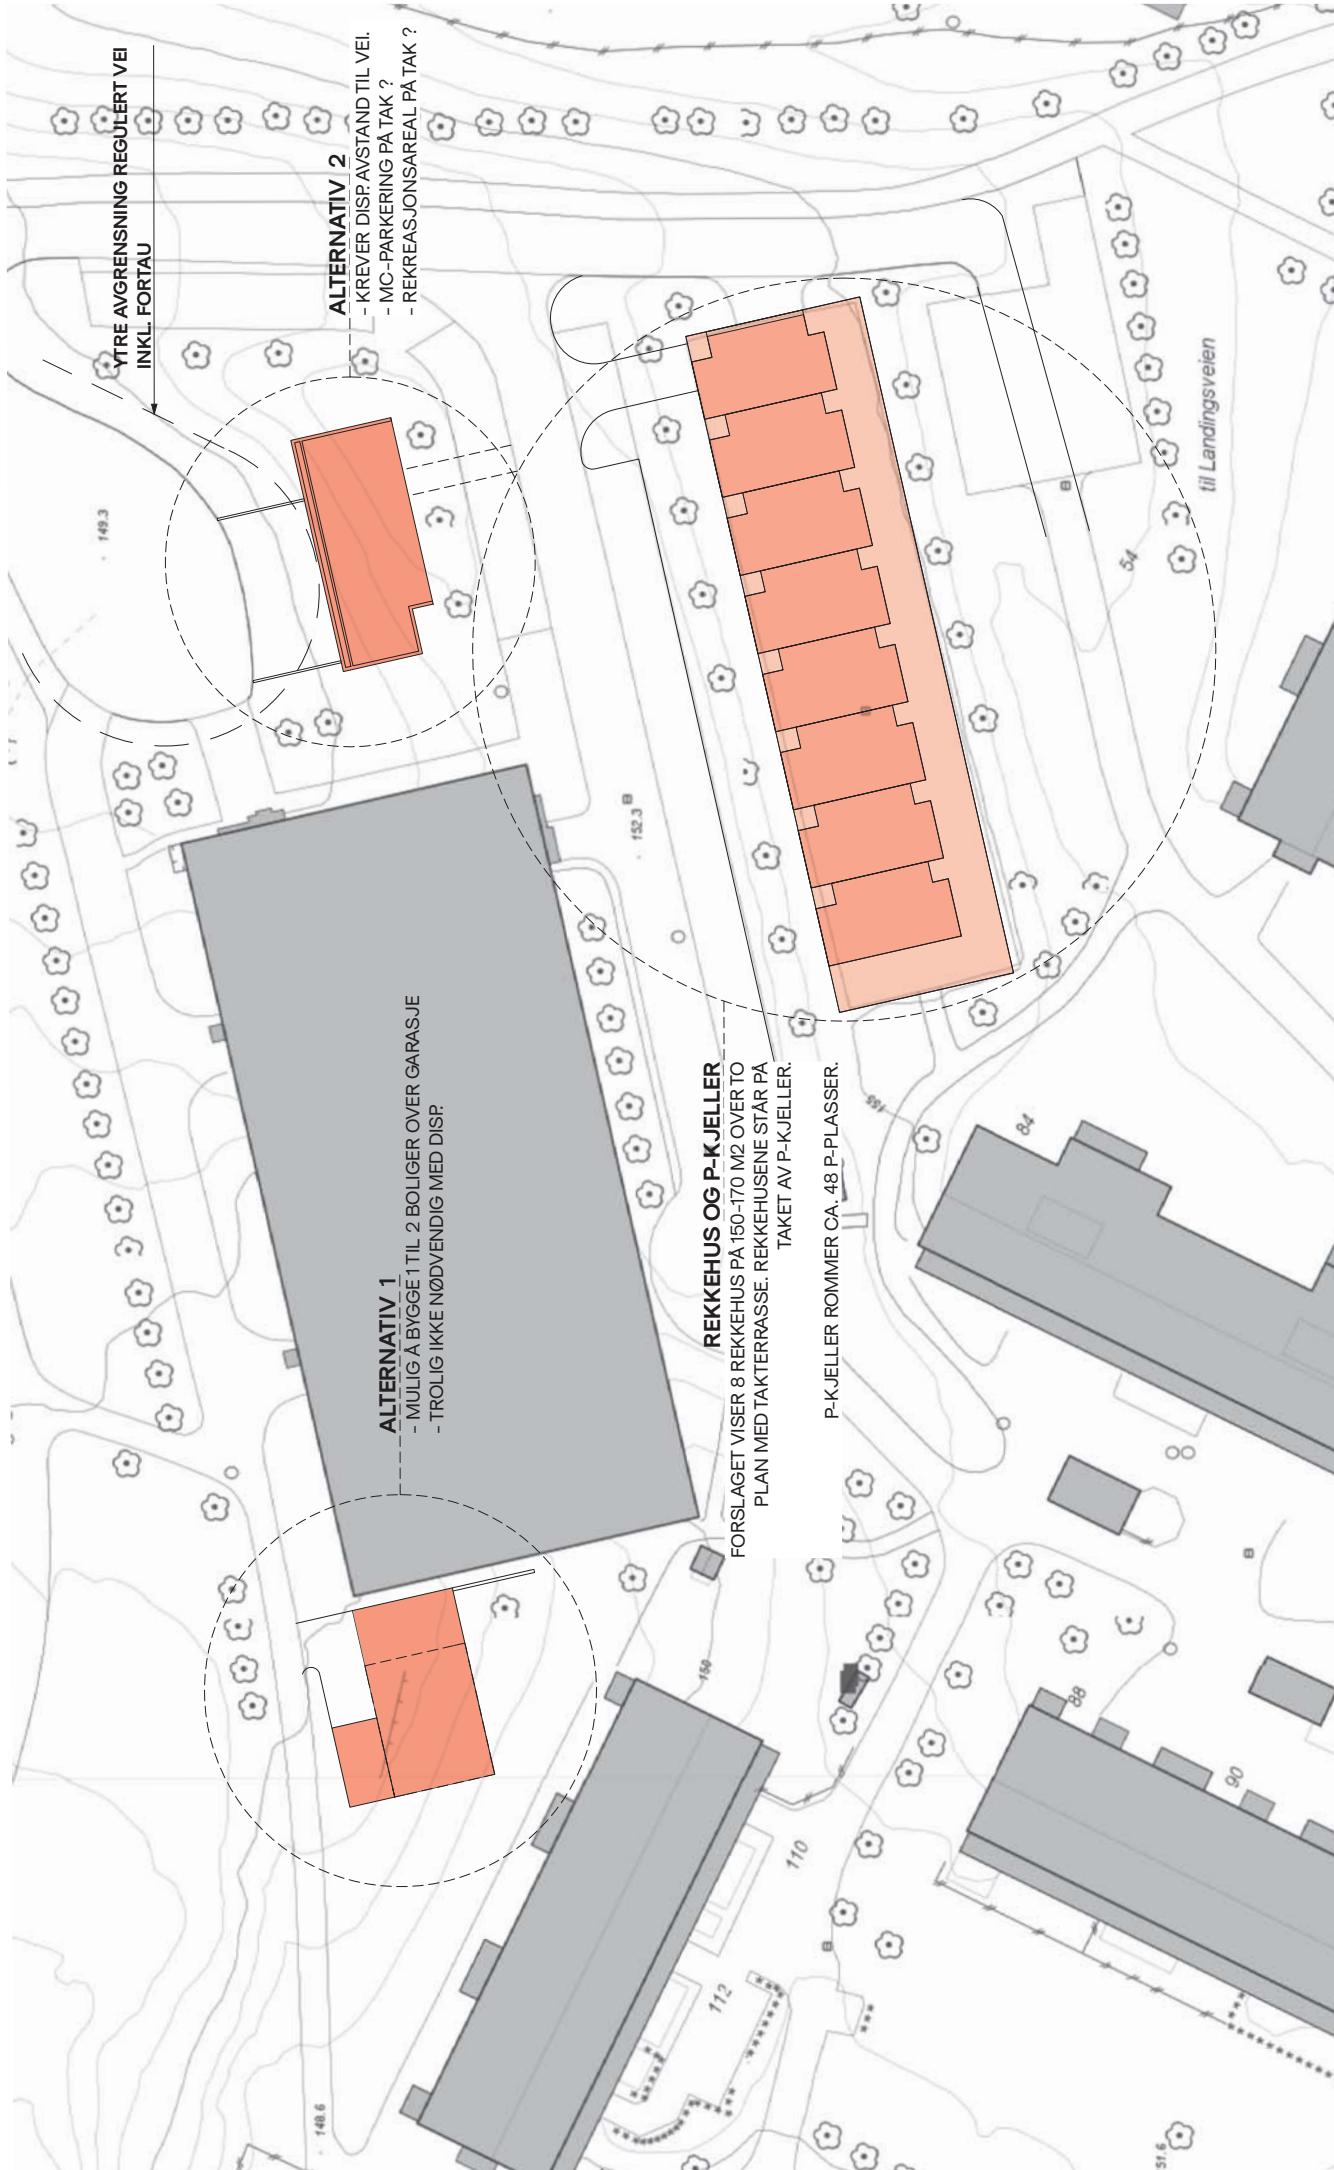 YTRE AVGRENSNING REGULERT VEI
INKL. FORTAU
ALTERNATIV 2
- KREVER DISP. AVSTAND TIL VEI.
- MC-PARKERING PÅ TAK ?
- REKREASJONSAREAL PÅ TAK ?
ALTERNATIV 1
- MULIG Å BYGGE 1 TIL 2 BOLIGER OVER GARASJE
- TROLIG IKKE NØDVENDIG MED DISP.
REKKEHUS OG P-KJELLER
FORSLAGET VISER 8 REKKEHUS PÅ 150-170 M2 OVER TO
PLAN MED TAKTERRASSE. REKKEHUSENE STÅR PÅ
TAKET AV P-KJELLER.
P-KJELLER ROMMER CA. 48 P-PLASSER.
til Landingsveien
149.3
152.3
54
155
84
150
88
90
110
112
148.6
51.6